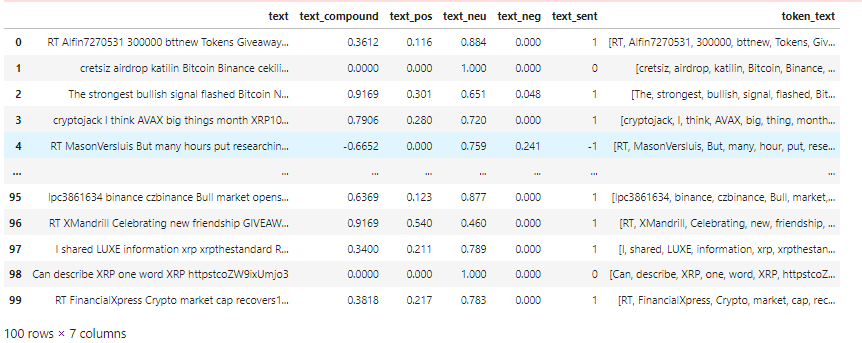 text text_compound text_pos text_neu text_neg text_sent token_text
0 RT Alfin7270531 300000 bttnew Tokens Giveaway... 0.3612 0.116 0.884 0.000 1 [RT, Alfin7270531, 300000, bttnew, Tokens, Giv...
1 cretsiz airdrop katilin Bitcoin Binance cekili... 0.0000 0.000 1.000 0.000 0 [cretsiz, airdrop, katilin, Bitcoin, Binance, ...
2 The strongest bullish signal flashed Bitcoin N... 0.9169 0.301 0.651 0.048 1 [The, strongest, bullish, signal, flashed, Bit...
3 cryptojack I think AVAX big things month XRP10... 0.7906 0.280 0.720 0.000 1 [cryptojack, I, think, AVAX, big, thing, month...
4 RT MasonVersluis But many hours put researchin... -0.6652 0.000 0.759 0.241 -1 [RT, MasonVersluis, But, many, hour, put, rese...
... ... ... ... ... ... ... ...
95 lpc3861634 binance czbinance Bull market opens... 0.6369 0.123 0.877 0.000 1 [lpc3861634, binance, czbinance, Bull, market,...
96 RT XMandrill Celebrating new friendship GIVEAW... 0.9169 0.540 0.460 0.000 1 [RT, XMandrill, Celebrating, new, friendship, ...
97 I shared LUXE information xrp xrpthestandard R... 0.3400 0.211 0.789 0.000 1 [I, shared, LUXE, information, xrp, xrpthestan...
98 Can describe XRP one word XRP httpstcoZW9ixUmjo3 0.0000 0.000 1.000 0.000 0 [Can, describe, XRP, one, word, XRP, httpstcoZ...
99 RT FinancialXpress Crypto market cap recovers1... 0.3818 0.217 0.783 0.000 1 [RT, FinancialXpress, Crypto, market, cap, rec...
100 rows × 7 columns